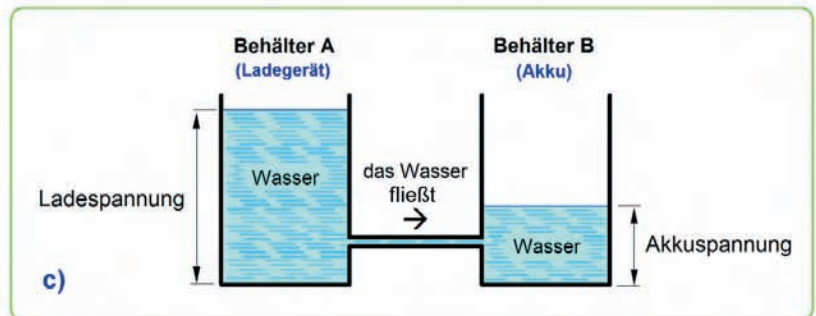 Behälter A
(Ladegerät)
Behälter B
(Akku)
Ladespannung
Wasser
das Wasser
fließt
→
Wasser
Akkuspannung
c)